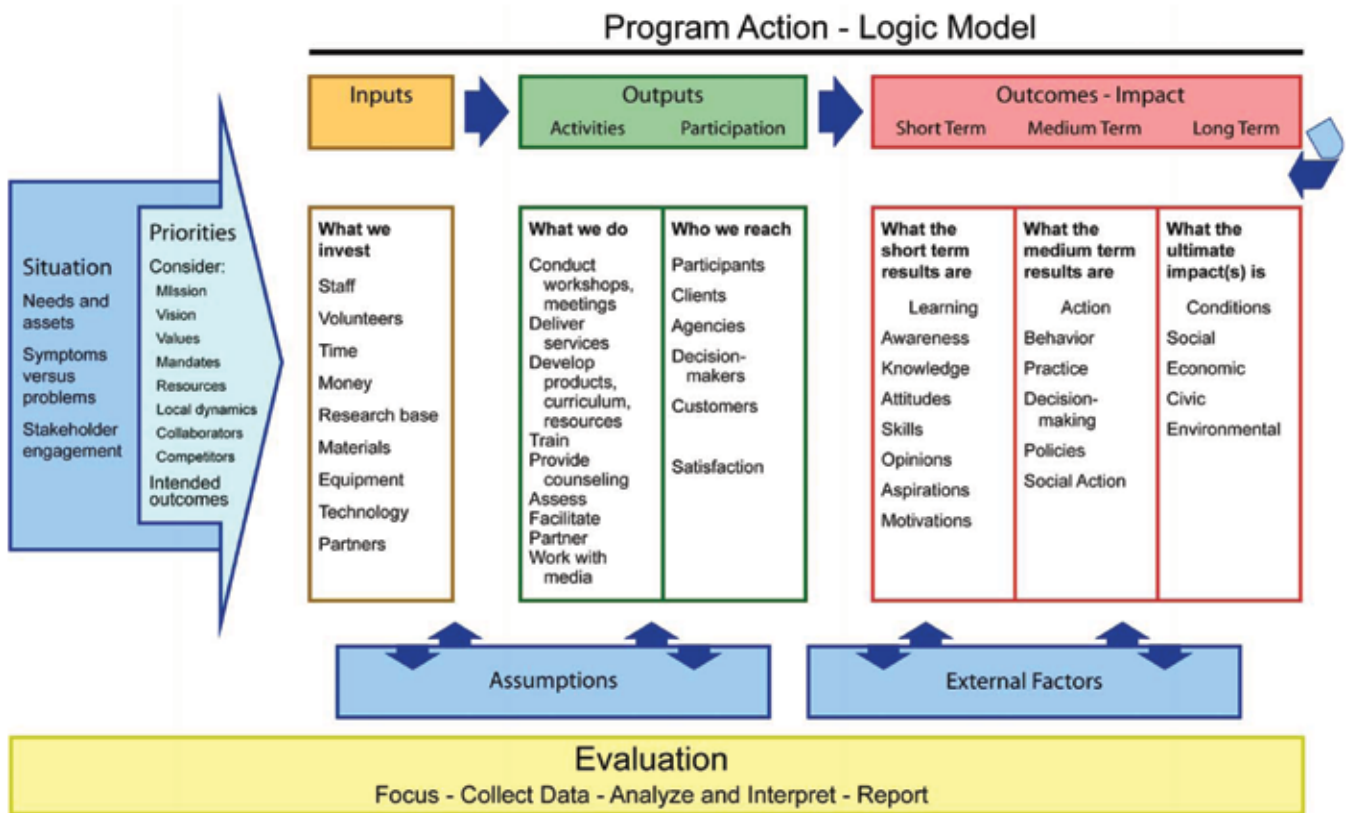 Program Action - Logic Model
Inputs
Outputs
Activities
Participation
Outcomes - Impact
Short Term
Medium Term
Long Term
Situation
Needs and
assets
Symptoms
versus
problems
Stakeholder
engagement
Priorities
Consider:
MIssion
Vision
Values
Mandates
Resources
Local dynamics
Collaborators
Competitors
Intended
outcomes
What we
invest
Staff
Volunteers
Time
Money
Research base
Materials
Equipment
Technology
Partners
What we do
Conduct
workshops,
meetings
Deliver
services
Develop
products,
curriculum,
resources
Train
Provide
counseling
Assess
Facilitate
Partner
Work with
media
Who we reach
Participants
Clients
Agencies
Decision-
makers
Customers
Satisfaction
What the
short term
results are
Learning
Awareness
Knowledge
Attitudes
Skills
Opinions
Aspirations
Motivations
What the
medium term
results are
Action
Behavior
Practice
Decision-
making
Policies
Social Action
What the
ultimate
impact(s) is
Conditions
Social
Economic
Civic
Environmental
Assumptions
External Factors
Evaluation
Focus - Collect Data - Analyze and Interpret - Report